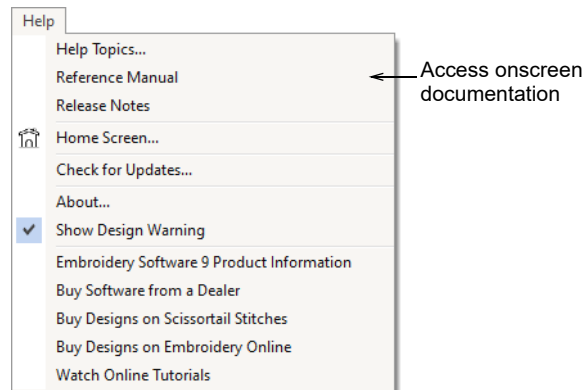 Help
Help Topics...
Reference Manual
Access onscreen
documentation
Release Notes
Home Screen...
Check for Updates...
About...
Show Design Warning
Embroidery Software 9 Product Information
Buy Software from a Dealer
Buy Designs on Scissortail Stitches
Buy Designs on Embroidery Online
Watch Online Tutorials